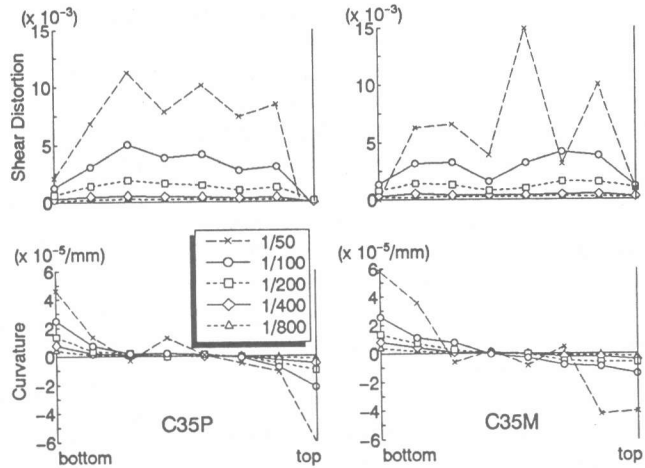 (x 10⁻³)
15
10
5
0
Shear Distortion
(x 10⁻³)
15
10
5
0
(x 10⁻⁵/mm)
6
4
2
0
−2
−4
−6
Curvature
1/50
1/100
1/200
1/400
1/800
C35P
bottom
top
(x 10⁻⁵/mm)
6
4
2
0
−2
−4
−6
C35M
bottom
top